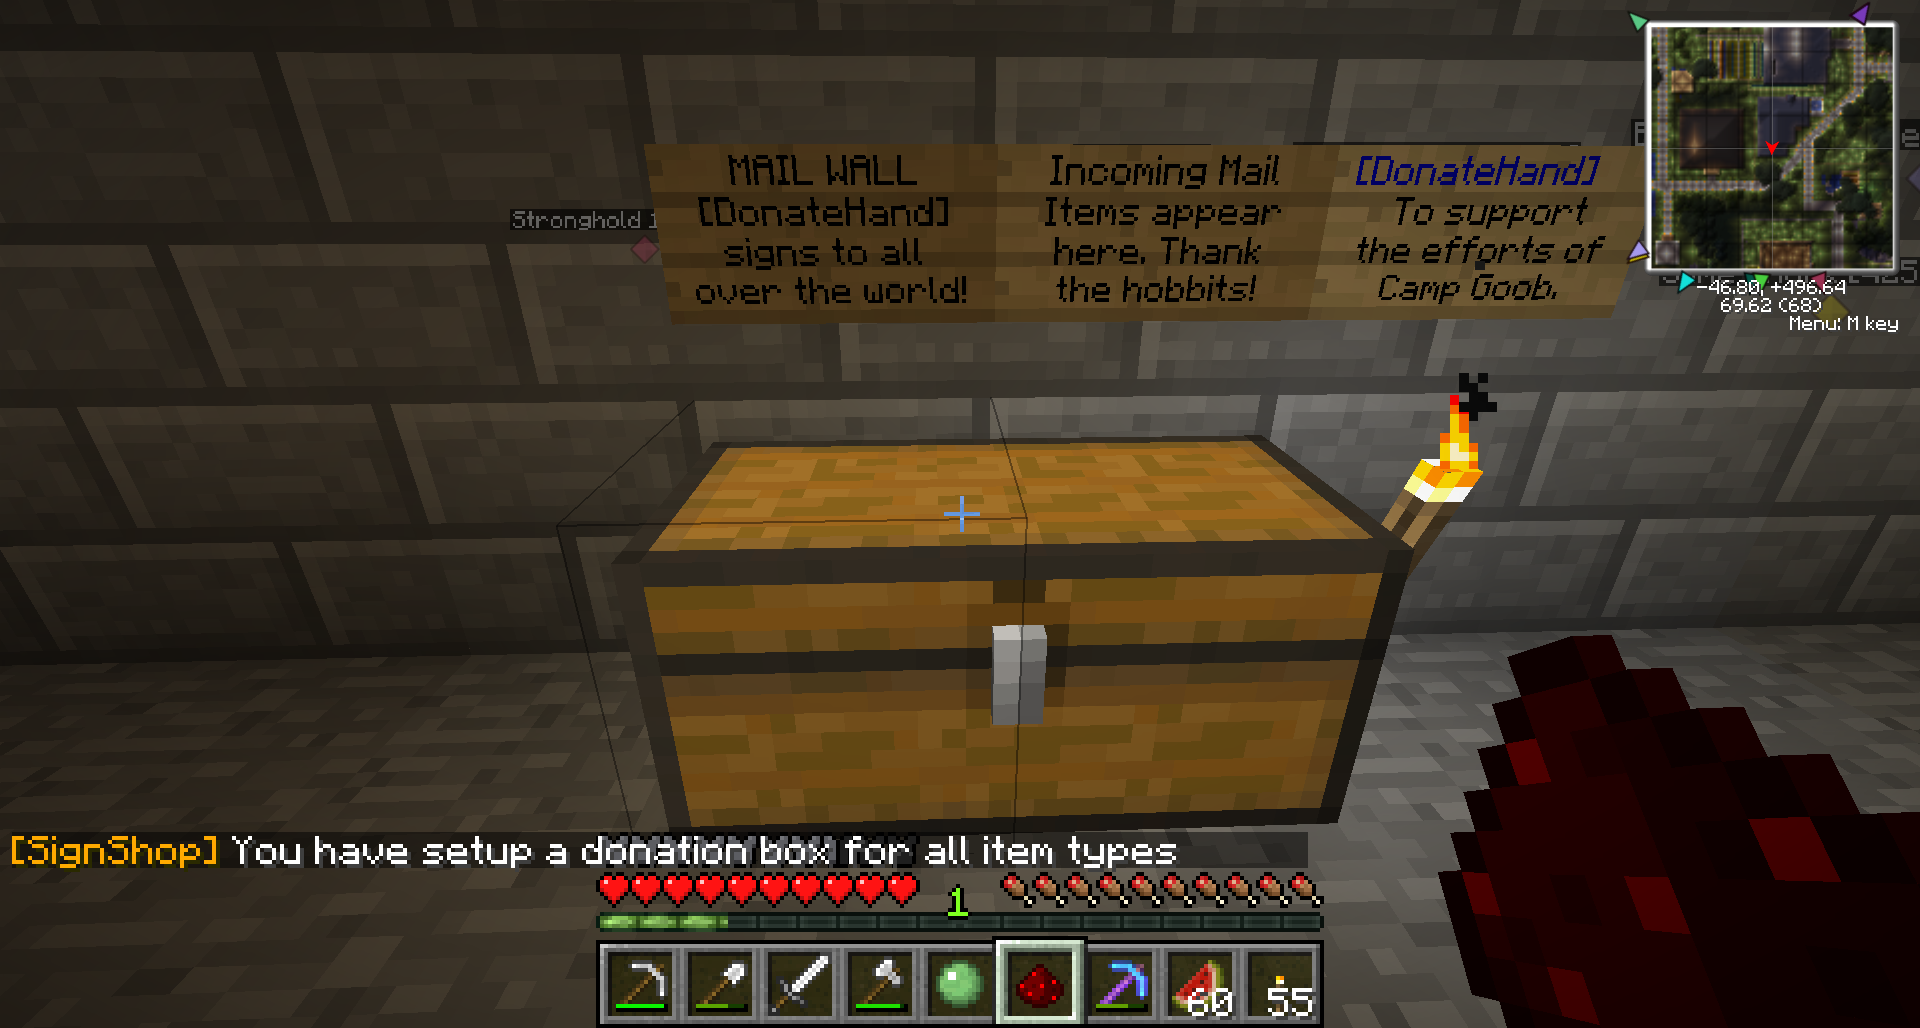 MAIL WALL
[DonateHand]
signs to all
over the world!
Incoming Mail
Items appear
here. Thank
the hobbits!
[DonateHand]
To support
the efforts of
Camp Goob.
Stronghold 1
-46.80, +496.64
69.62 (68)
Menu: M key
[SignShop] You have setup a donation box for all item types
1
60
55